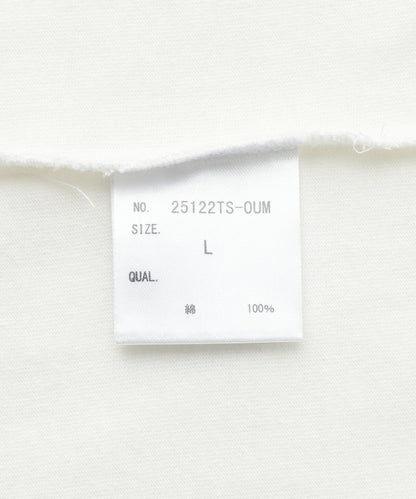 NO. 25122TS-OUM
SIZE.
L
QUAL.
綿 100%